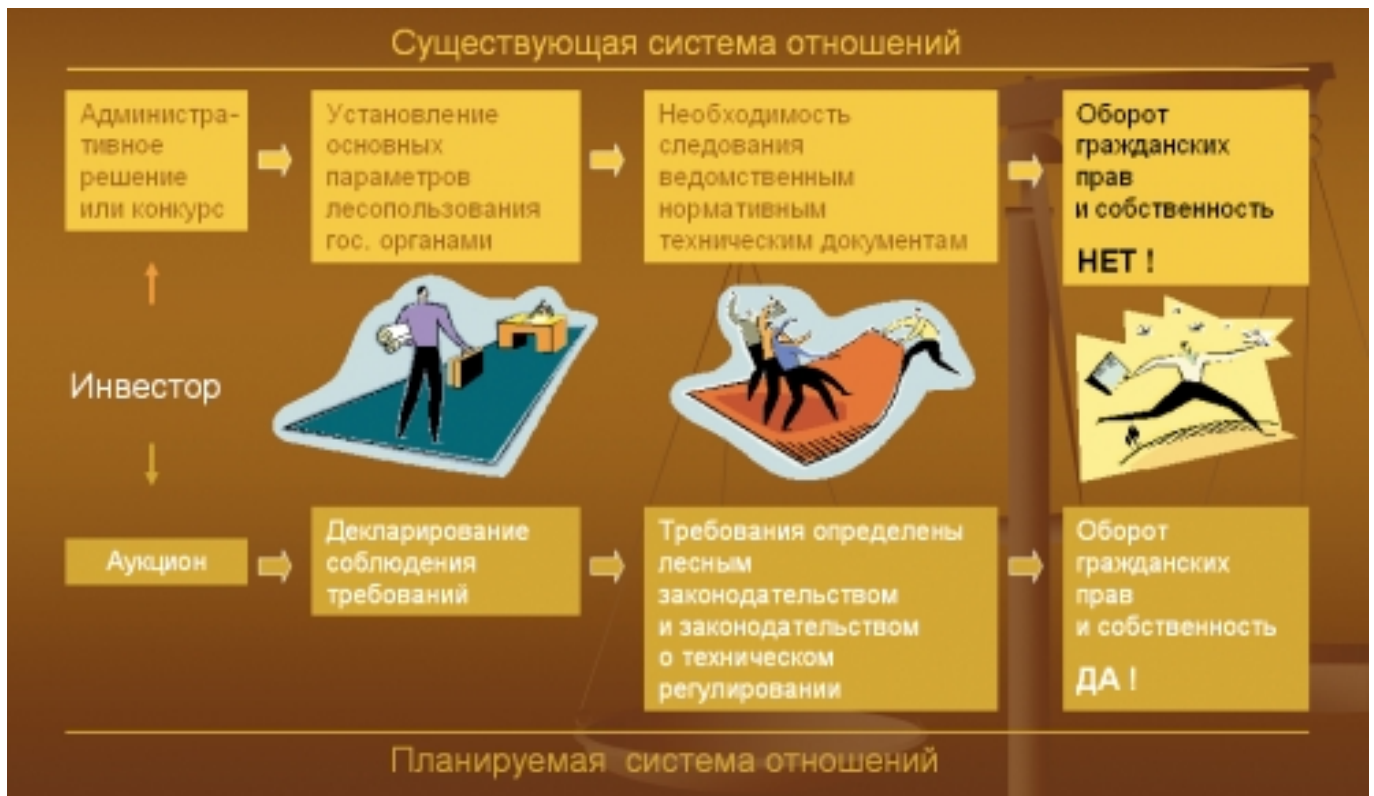 Существующая система отношений
Администра-
тивное
решение
или конкурс
Установление
основных
параметров
лесопользования
гос. органами
Необходимость
следования
ведомственным
нормативным
техническим документам
Оборот
гражданских
прав
и собственность
НЕТ !
Инвестор
Аукцион
Декларирование
соблюдения
требований
Требования определены
лесным
законодательством
и законодательством
о техническом
регулировании
Оборот
гражданских
прав
и собственность
ДА !
Планируемая система отношений